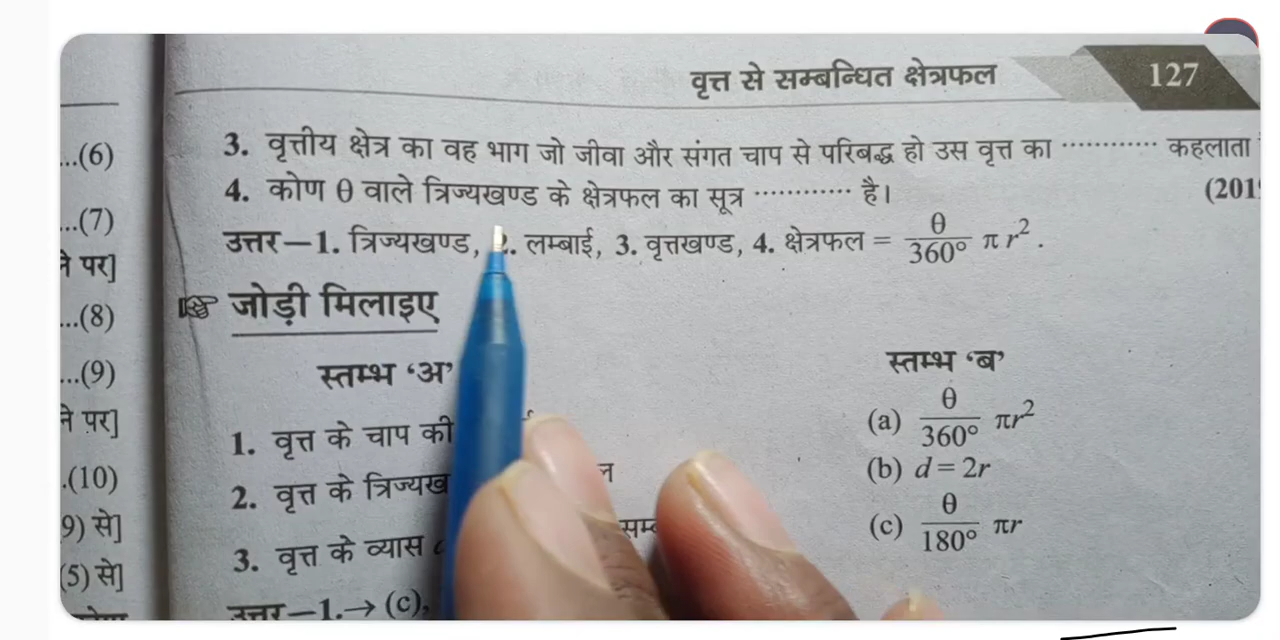 वृत्त से सम्बन्धित क्षेत्रफल 127
...(6)
...(7)
ने पर]
...(8)
...(9)
ने पर]
.(10)
9) से]
(5) से]
3. वृत्तीय क्षेत्र का वह भाग जो जीवा और संगत चाप से परिबद्ध हो उस वृत्त का ............ कहलाता
4. कोण θ वाले त्रिज्यखण्ड के क्षेत्रफल का सूत्र ............ है। (201
उत्तर—1. त्रिज्यखण्ड, 2. लम्बाई, 3. वृत्तखण्ड, 4. क्षेत्रफल = θ/360° π r².
जोड़ी मिलाइए
स्तम्भ ‘अ’ स्तम्भ ‘ब’
1. वृत्त के चाप की (a) θ/360° πr²
2. वृत्त के त्रिज्यख (b) d = 2r
3. वृत्त के व्यास (c) θ/180° πr
उत्तर—1.→ (c),